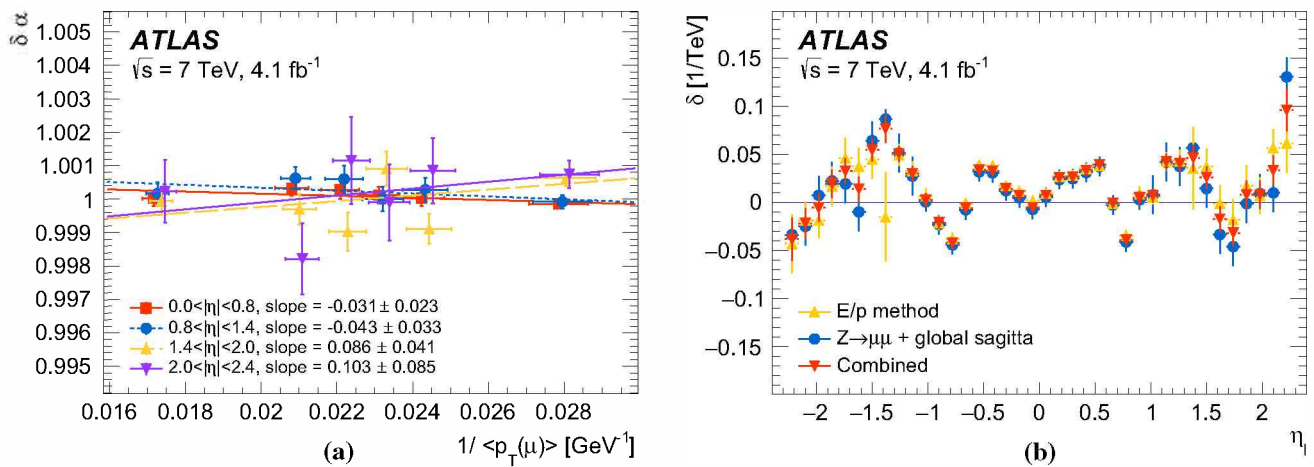 δ α
1.005
1.004
1.003
1.002
1.001
1
0.999
0.998
0.997
0.996
0.995
ATLAS
√s = 7 TeV, 4.1 fb⁻¹
0.0<|η|<0.8, slope = -0.031 ± 0.023
0.8<|η|<1.4, slope = -0.043 ± 0.033
1.4<|η|<2.0, slope = 0.086 ± 0.041
2.0<|η|<2.4, slope = 0.103 ± 0.085
0.016 0.018 0.02 0.022 0.024 0.026 0.028
1/ <p_T(μ)> [GeV⁻¹]
(a)
δ [1/TeV]
0.15
0.1
0.05
0
−0.05
−0.1
−0.15
ATLAS
√s = 7 TeV, 4.1 fb⁻¹
E/p method
Z→μμ + global sagitta
Combined
−2 −1.5 −1 −0.5 0 0.5 1 1.5 2
η_l
(b)